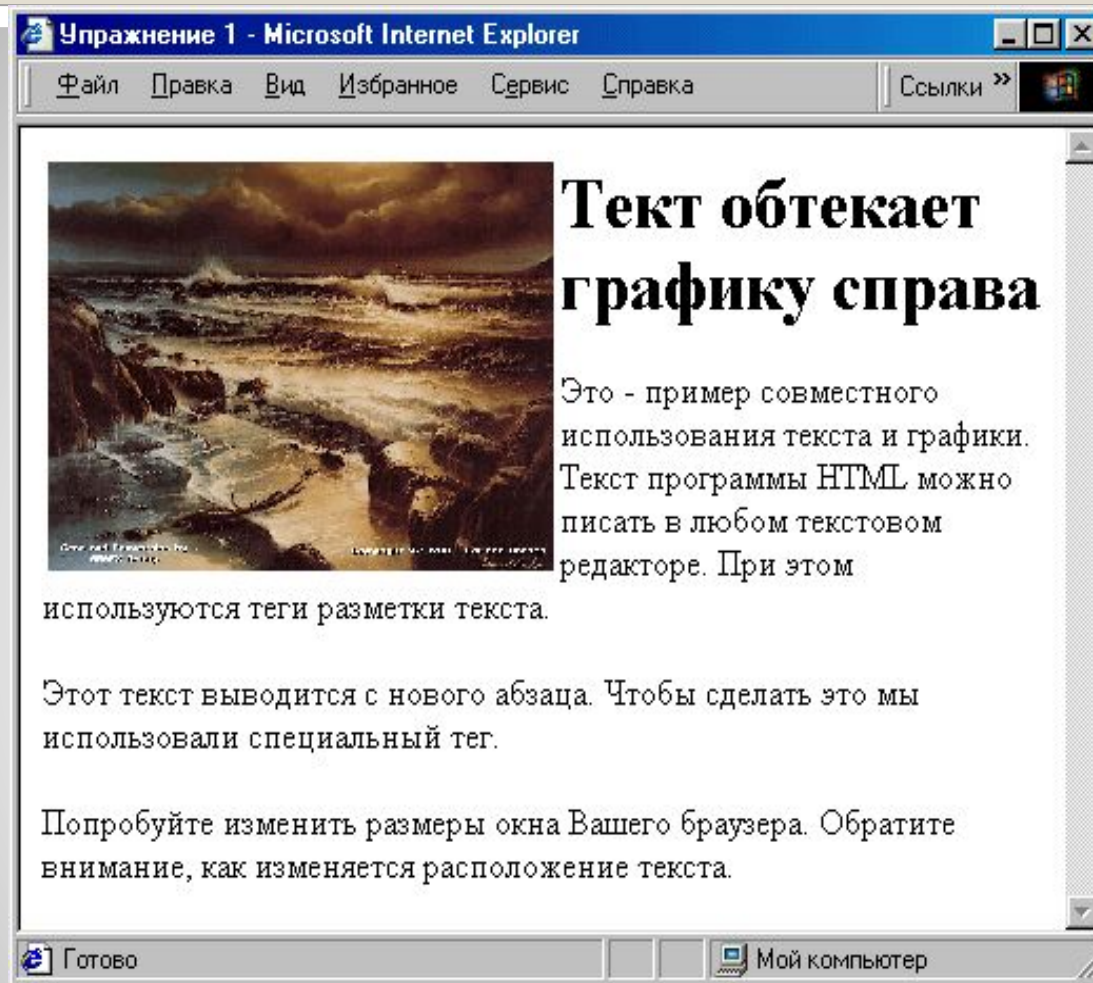 Упражнение 1 - Microsoft Internet Explorer
Файл Правка Вид Избранное Сервис Справка Ссылки »
Тект обтекает
графику справа
Это - пример совместного
использования текста и графики.
Текст программы HTML можно
писать в любом текстовом
редакторе. При этом
используются теги разметки текста.
Этот текст выводится с нового абзаца. Чтобы сделать это мы
использовали специальный тег.
Попробуйте изменить размеры окна Вашего браузера. Обратите
внимание, как изменяется расположение текста.
Готово Мой компьютер